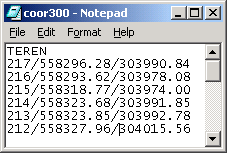 coor300 - Notepad
File Edit Format Help
TEREN
217/558296.28/303990.84
216/558293.62/303978.08
215/558318.77/303974.00
214/558323.68/303991.85
213/558323.85/303992.78
212/558327.96/304015.56